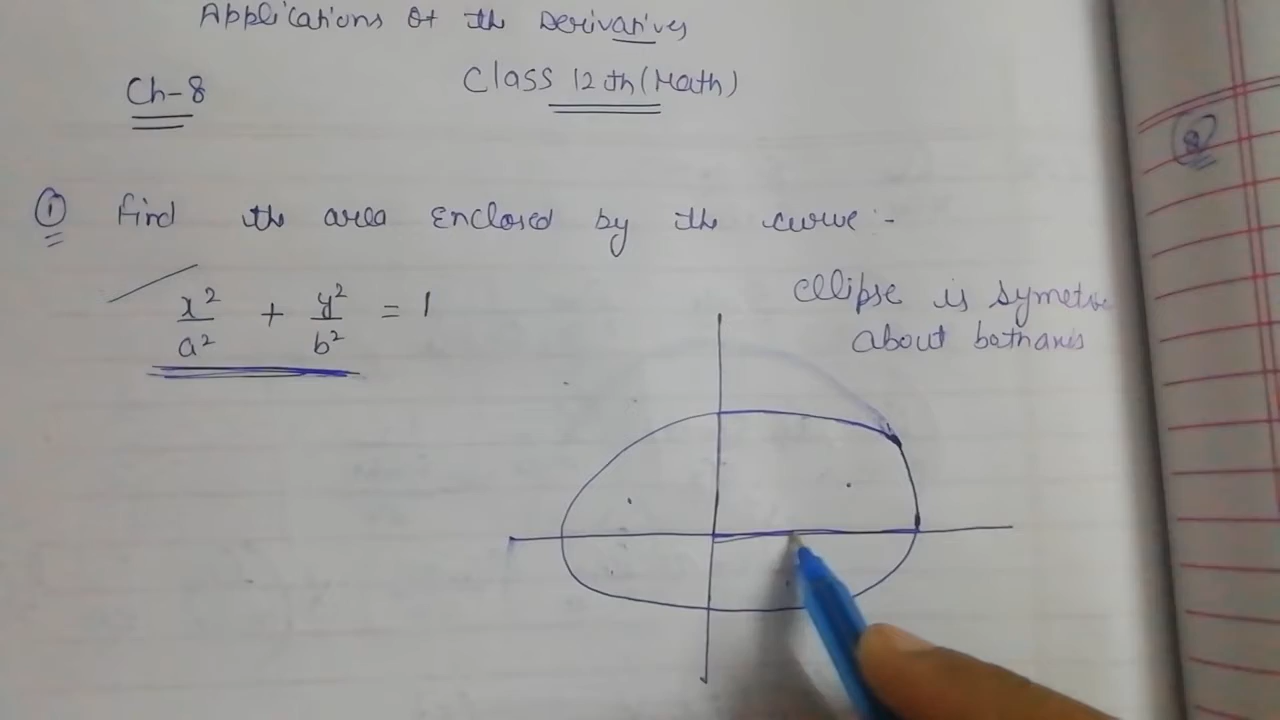 Applications Of the Derivatives
Ch-8
Class 12th (Math)
① Find the area enclosed by the curve:-
x²/a² + y²/b² = 1
ellipse is
about both axis